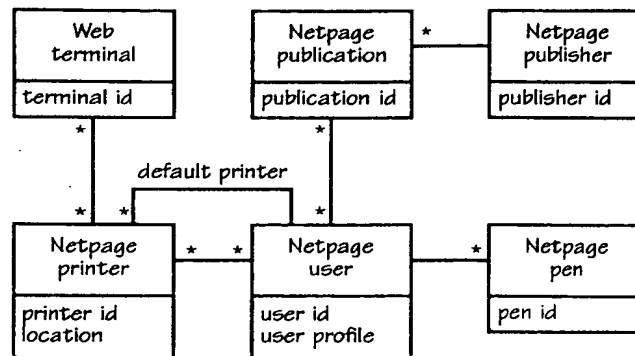 Web
terminal
terminal id
Netpage
publication
publication id
*
Netpage
publisher
publisher id
*
*
default printer
*
*
*
*
Netpage
printer
printer id
location
*
*
Netpage
user
user id
user profile
*
Netpage
pen
pen id